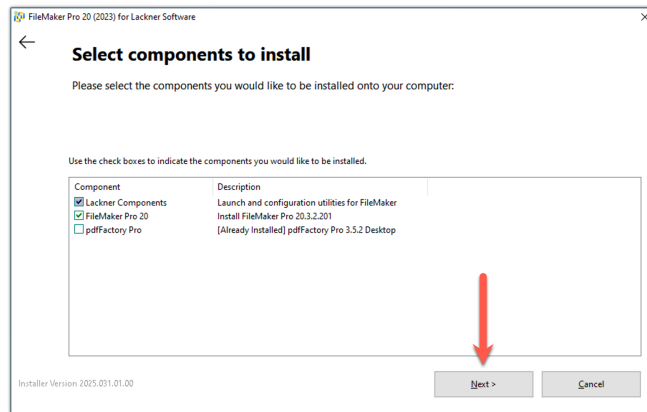 FileMaker Pro 20 (2023) for Lackner Software
Select components to install
Please select the components you would like to be installed onto your computer:
Use the check boxes to indicate the components you would like to be installed.
Component Description
Lackner Components Launch and configuration utilities for FileMaker
FileMaker Pro 20 Install FileMaker Pro 20.3.2.201
pdfFactory Pro [Already Installed] pdfFactory Pro 3.5.2 Desktop
Installer Version 2025.031.01.00
Next > Cancel